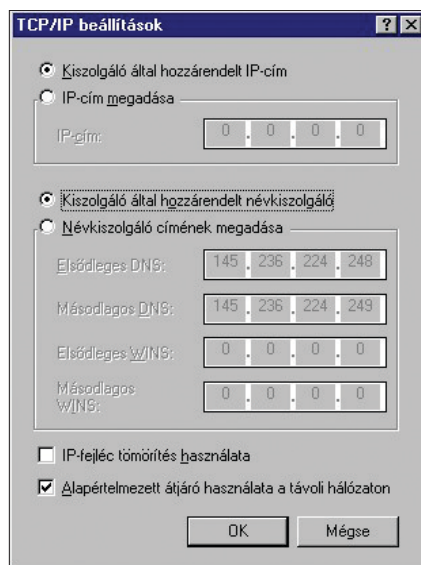 TCP/IP beállítások
Kiszolgáló által hozzárendelt IP-cím
IP-cím megadása
IP-cím: 0 . 0 . 0 . 0
Kiszolgáló által hozzárendelt névkiszolgáló
Névkiszolgáló címének megadása
Elsődleges DNS: 145 . 236 . 224 . 248
Másodlagos DNS: 145 . 236 . 224 . 249
Elsődleges WINS: 0 . 0 . 0 . 0
Másodlagos
WINS: 0 . 0 . 0 . 0
IP-fejléc tömörítés használata
Alapértelmezett átjáró használata a távoli hálózaton
OK Mégse